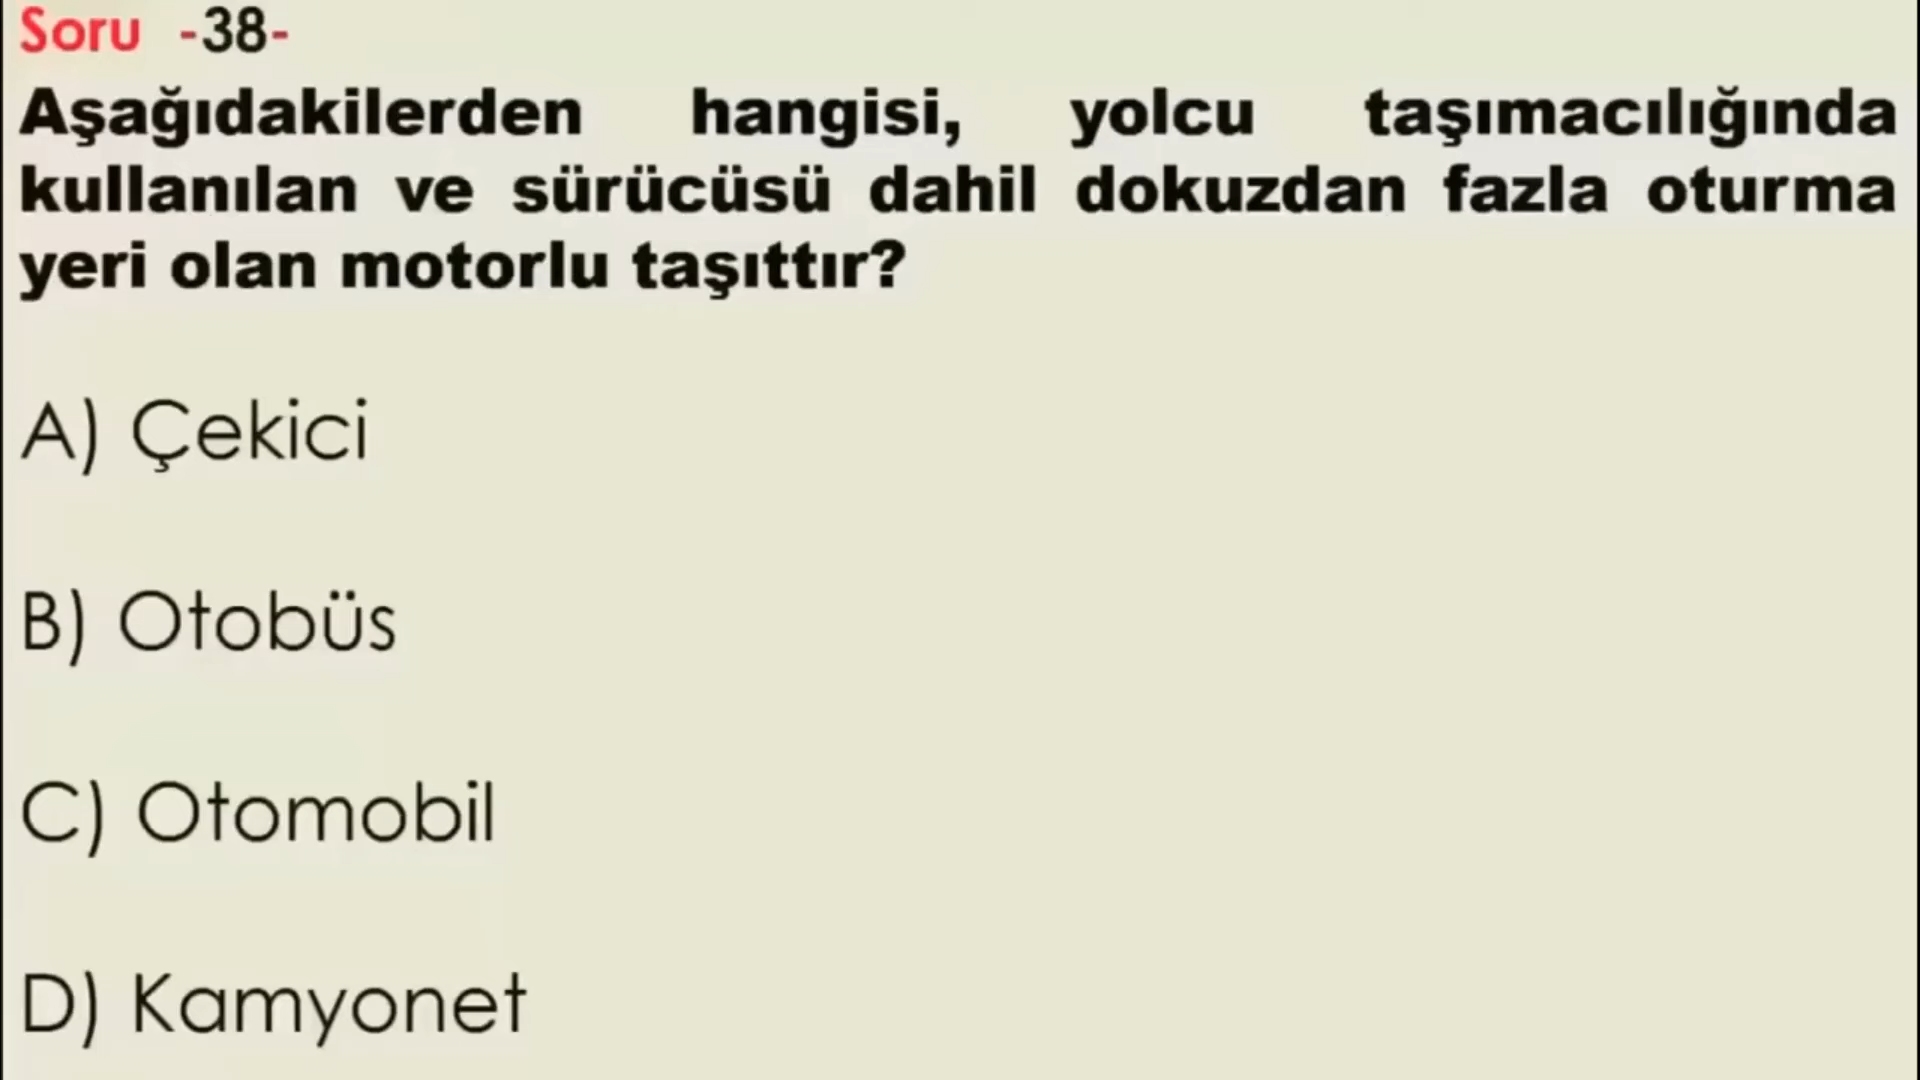 Soru -38-
Aşağıdakilerden hangisi, yolcu taşımacılığında
kullanılan ve sürücüsü dahil dokuzdan fazla oturma
yeri olan motorlu taşıttır?
A) Çekici
B) Otobüs
C) Otomobil
D) Kamyonet